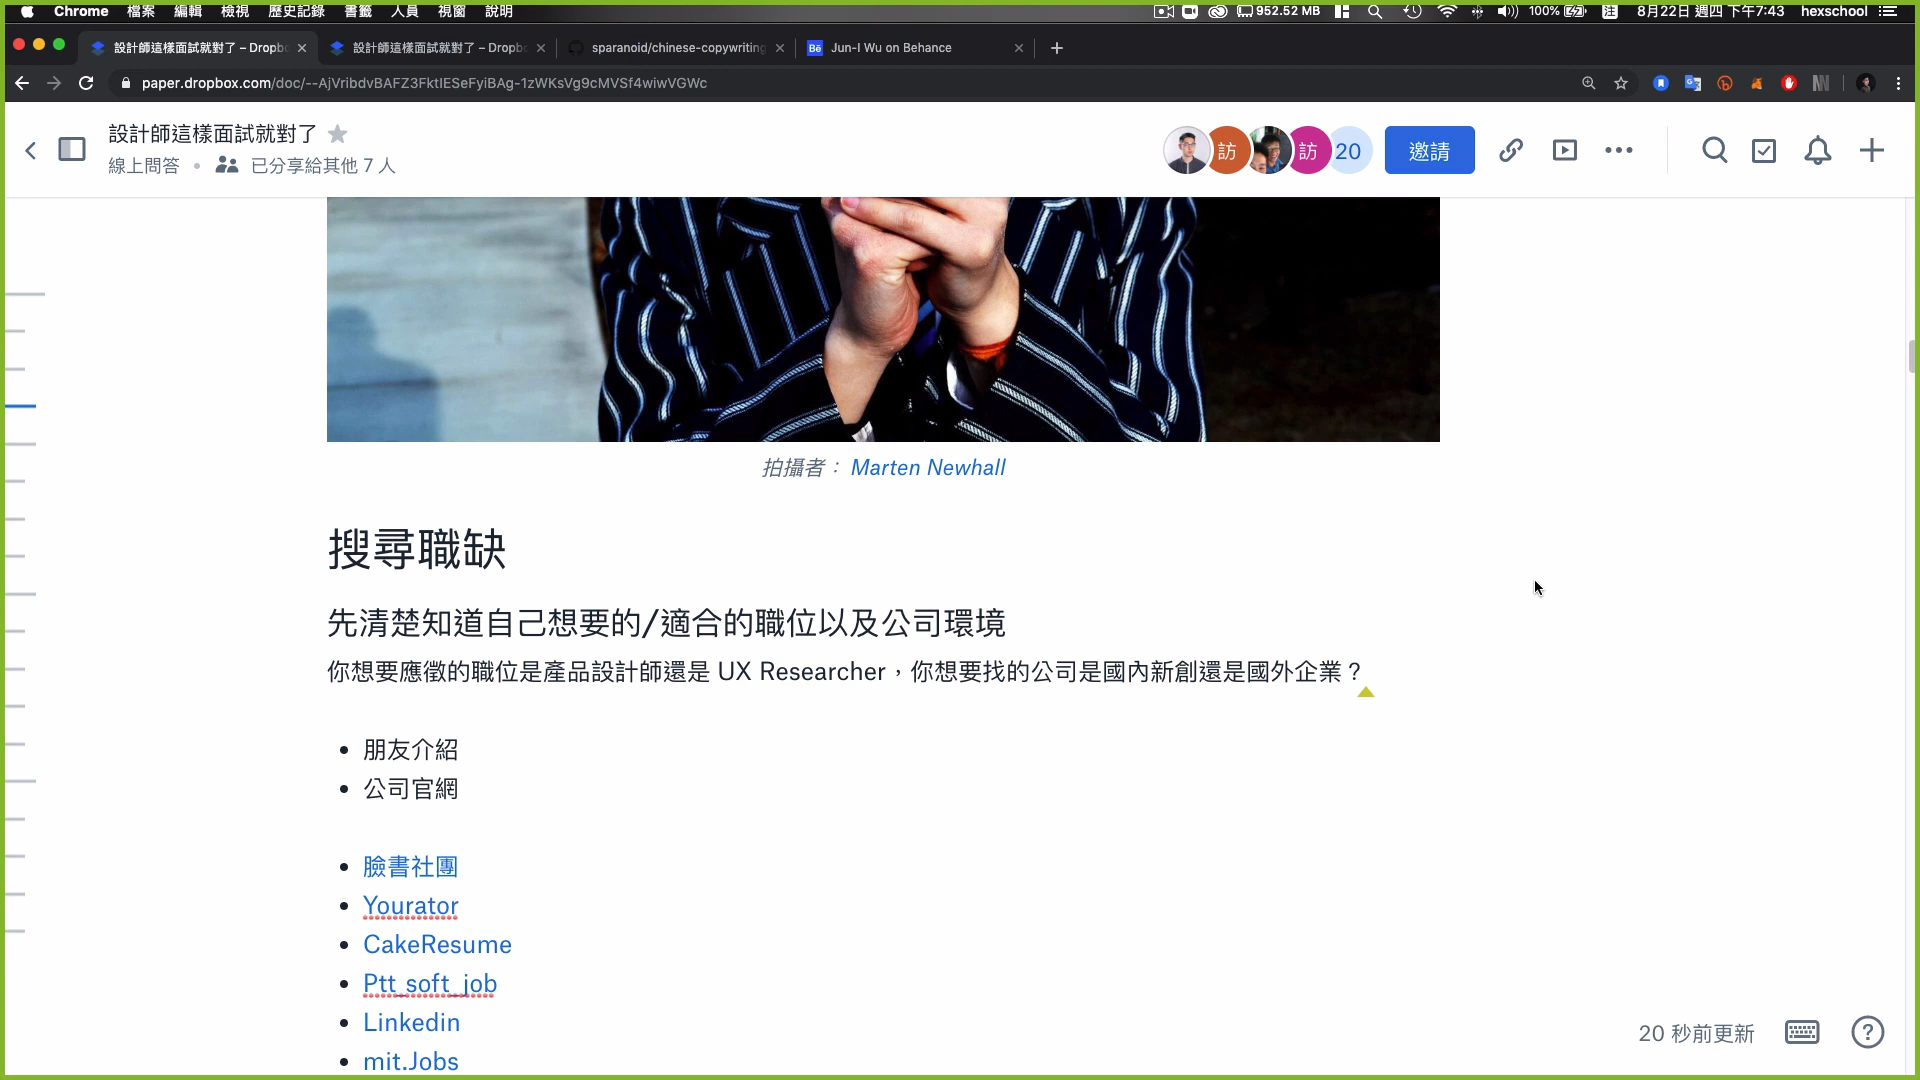 Chrome 檔案 編輯 檢視 歷史記錄 書籤 人員 視窗 說明
952.52 MB 100% 注 8月22日 週四 下午7:43 hexschool
設計師這樣面試就對了 – Dropb
設計師這樣面試就對了 – Dropb
sparanoid/chinese-copywriting
Bē Jun-I Wu on Behance
paper.dropbox.com/doc/--AjVribdvBAFZ3FktIESeFyiBAg-1zWKsVg9cMVSf4wiwVGWc
設計師這樣面試就對了
線上問答 • 已分享給其他 7 人
訪 訪 20 邀請
拍攝者： Marten Newhall
搜尋職缺
先清楚知道自己想要的/適合的職位以及公司環境
你想要應徵的職位是產品設計師還是 UX Researcher，你想要找的公司是國內新創還是國外企業？
• 朋友介紹
• 公司官網
• 臉書社團
• Yourator
• CakeResume
• Ptt_soft_job
• Linkedin
• mit.Jobs
20 秒前更新 ?